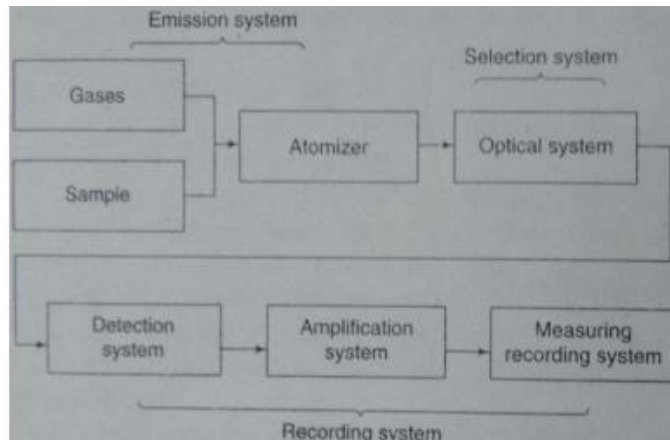 Emission system
Selection system
Gases
Atomizer
Optical system
Sample
Detection
system
Amplification
system
Measuring
recording system
Recording system